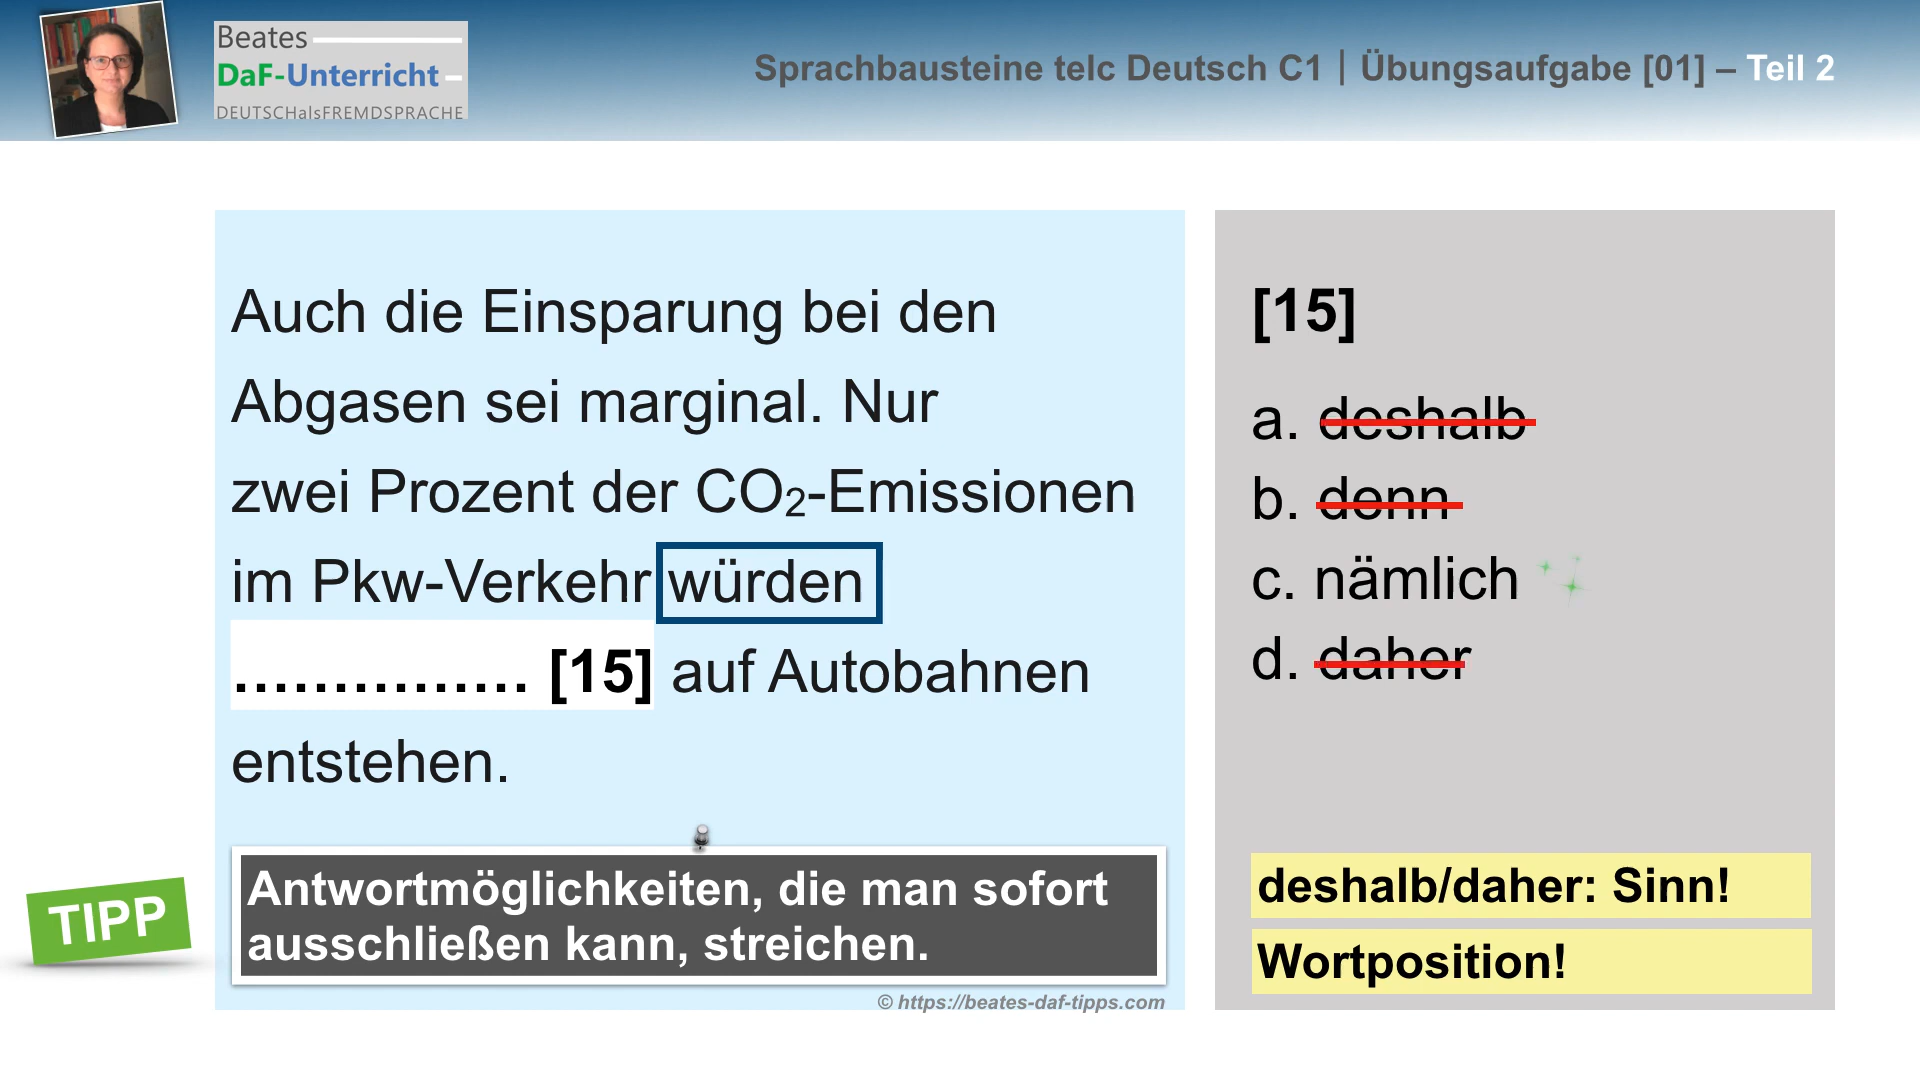 Beates
DaF-Unterricht
DEUTSCHalsFREMDSPRACHE
Sprachbausteine telc Deutsch C1 | Übungsaufgabe [01] – Teil 2
Auch die Einsparung bei den
Abgasen sei marginal. Nur
zwei Prozent der CO₂-Emissionen
im Pkw-Verkehr würden
............... [15] auf Autobahnen
entstehen.
TIPP
Antwortmöglichkeiten, die man sofort
ausschließen kann, streichen.
© https://beates-daf-tipps.com
[15]
a. deshalb
b. denn
c. nämlich
d. daher
deshalb/daher: Sinn!
Wortposition!